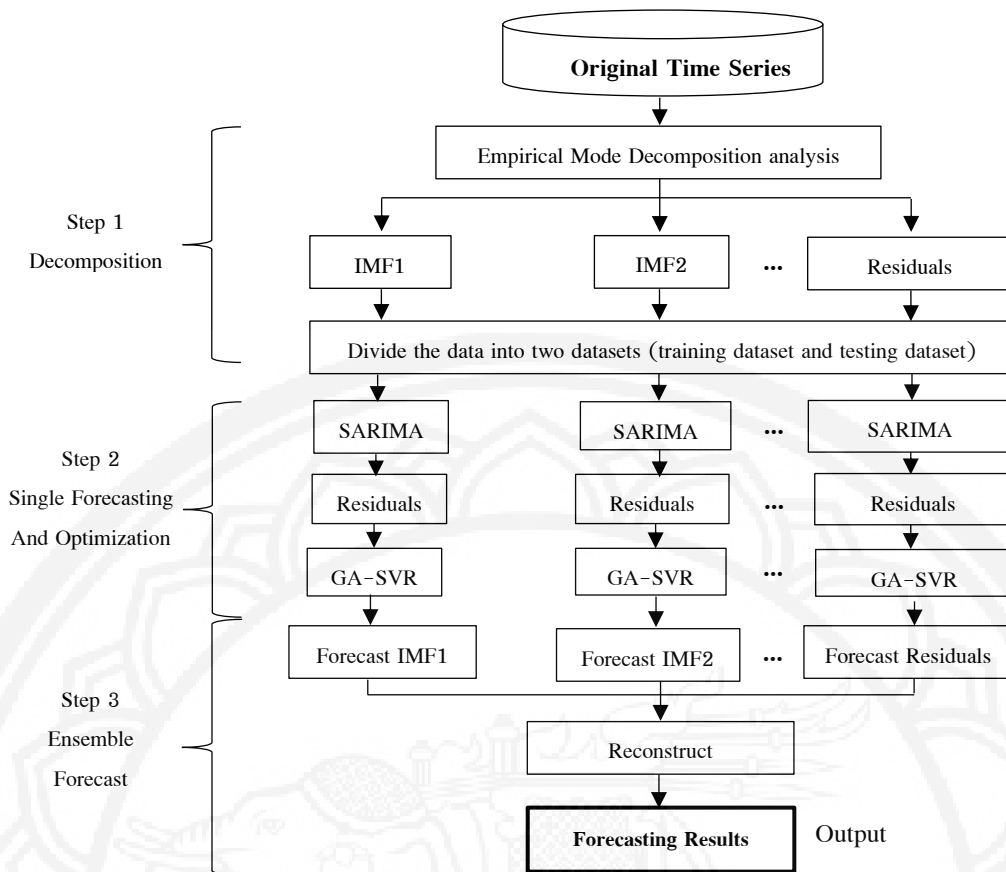 Original Time Series
Empirical Mode Decomposition analysis
Step 1
Decomposition
IMF1
IMF2
...
Residuals
Divide the data into two datasets (training dataset and testing dataset)
Step 2
Single Forecasting
And Optimization
SARIMA
SARIMA
...
SARIMA
Residuals
Residuals
...
Residuals
GA-SVR
GA-SVR
...
GA-SVR
Step 3
Ensemble
Forecast
Forecast IMF1
Forecast IMF2
...
Forecast Residuals
Reconstruct
Forecasting Results
Output